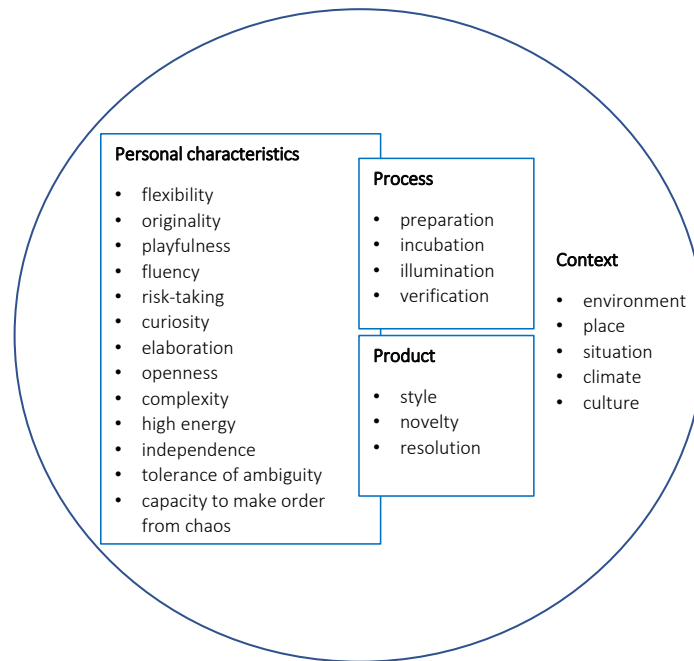 Personal characteristics
• flexibility
• originality
• playfulness
• fluency
• risk-taking
• curiosity
• elaboration
• openness
• complexity
• high energy
• independence
• tolerance of ambiguity
• capacity to make order
from chaos
Process
• preparation
• incubation
• illumination
• verification
Product
• style
• novelty
• resolution
Context
• environment
• place
• situation
• climate
• culture